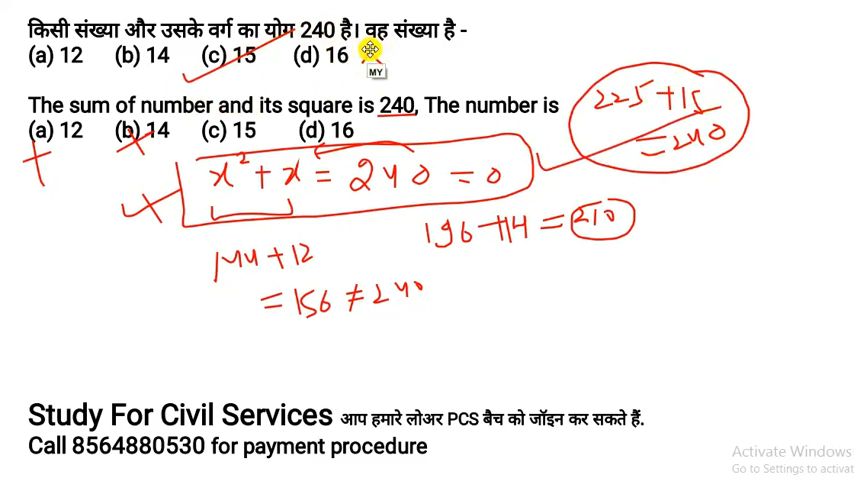 किसी संख्या और उसके वर्ग का योग 240 है। वह संख्या है -
(a) 12 (b) 14 (c) 15 (d) 16
MY
The sum of number and its square is 240, The number is
(a) 12 (b) 14 (c) 15 (d) 16
225 + 15
= 240
x² + x = 240 = 0
196 + 14 = 210
144 + 12
= 156 ≠ 240
Study For Civil Services आप हमारे लोअर PCS बैच को जॉइन कर सकते हैं.
Call 8564880530 for payment procedure
Activate Windows
Go to Settings to activat